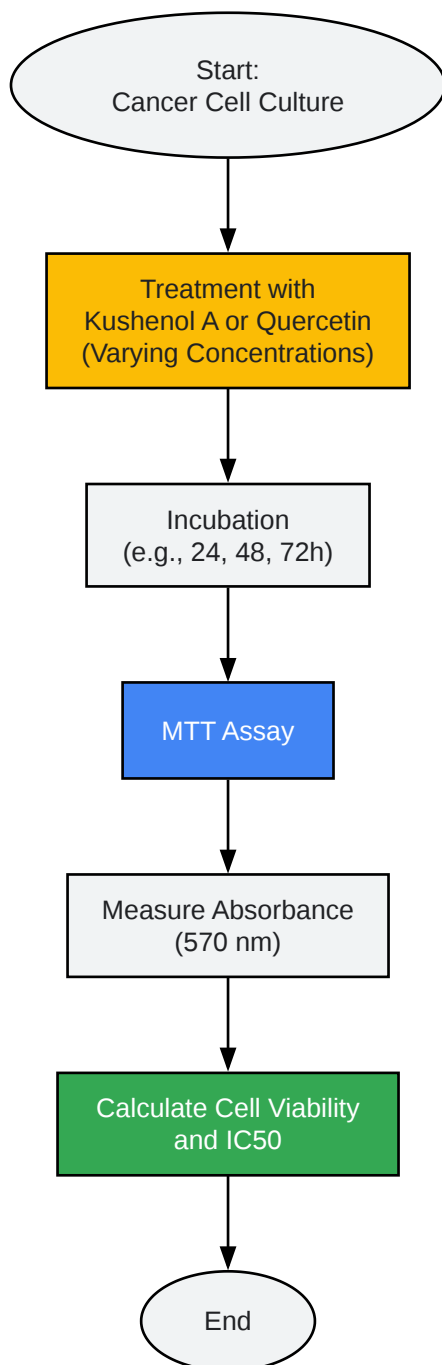 Start:
Cancer Cell Culture
Treatment with
Kushenol A or Quercetin
(Varying Concentrations)
Incubation
(e.g., 24, 48, 72h)
MTT Assay
Measure Absorbance
(570 nm)
Calculate Cell Viability
and IC50
End